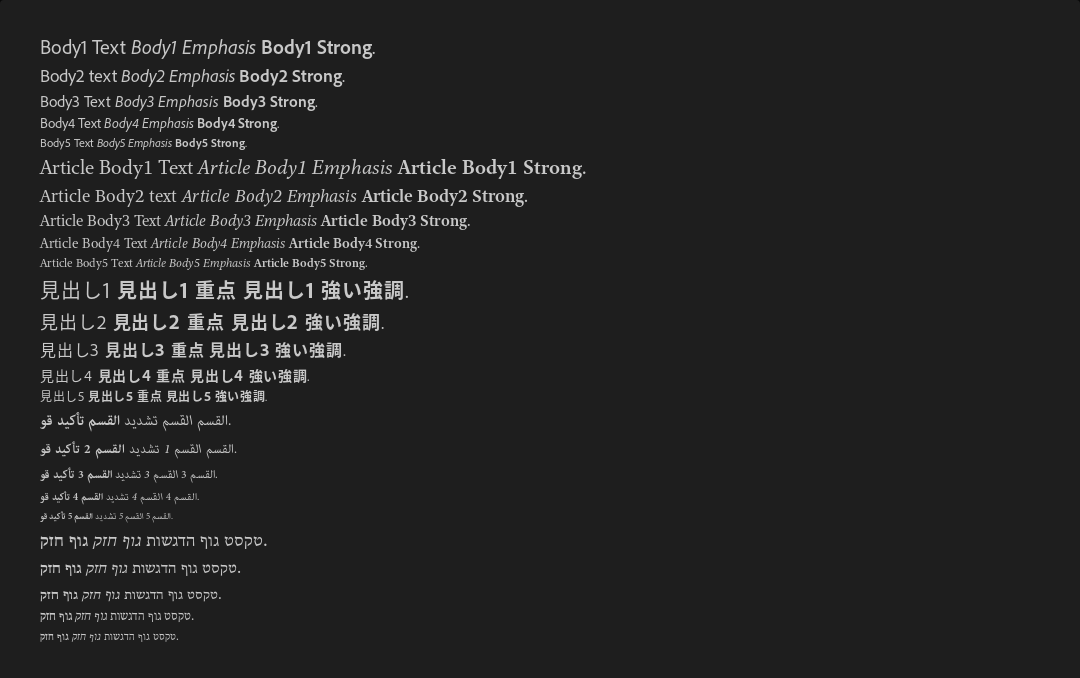 Body1 Text Body1 Emphasis Body1 Strong.
Body2 text Body2 Emphasis Body2 Strong.
Body3 Text Body3 Emphasis Body3 Strong.
Body4 Text Body4 Emphasis Body4 Strong.
Body5 Text Body5 Emphasis Body5 Strong.
Article Body1 Text Article Body1 Emphasis Article Body1 Strong.
Article Body2 text Article Body2 Emphasis Article Body2 Strong.
Article Body3 Text Article Body3 Emphasis Article Body3 Strong.
Article Body4 Text Article Body4 Emphasis Article Body4 Strong.
Article Body5 Text Article Body5 Emphasis Article Body5 Strong.
見出し1 見出し1 重点 見出し1 強い強調.
見出し2 見出し2 重点 見出し2 強い強調.
見出し3 見出し3 重点 見出し3 強い強調.
見出し4 見出し4 重点 見出し4 強い強調.
見出し5 見出し5 重点 見出し5 強い強調.
القسم القسم تشديد القسم تأكيد قو.
القسم القسم 1 تشديد القسم 2 تأكيد قو.
القسم 3 القسم 3 تشديد القسم 3 تأكيد قو.
القسم 4 القسم 4 تشديد القسم 4 تأكيد قو.
القسم 5 القسم 5 تشديد القسم 5 تأكيد قو.
טקסט גוף הדגשות גוף חזק גוף חזק.
טקסט גוף הדגשות גוף חזק גוף חזק.
טקסט גוף הדגשות גוף חזק גוף חזק.
טקסט גוף הדגשות גוף חזק גוף חזק.
טקסט גוף הדגשות גוף חזק גוף חזק.